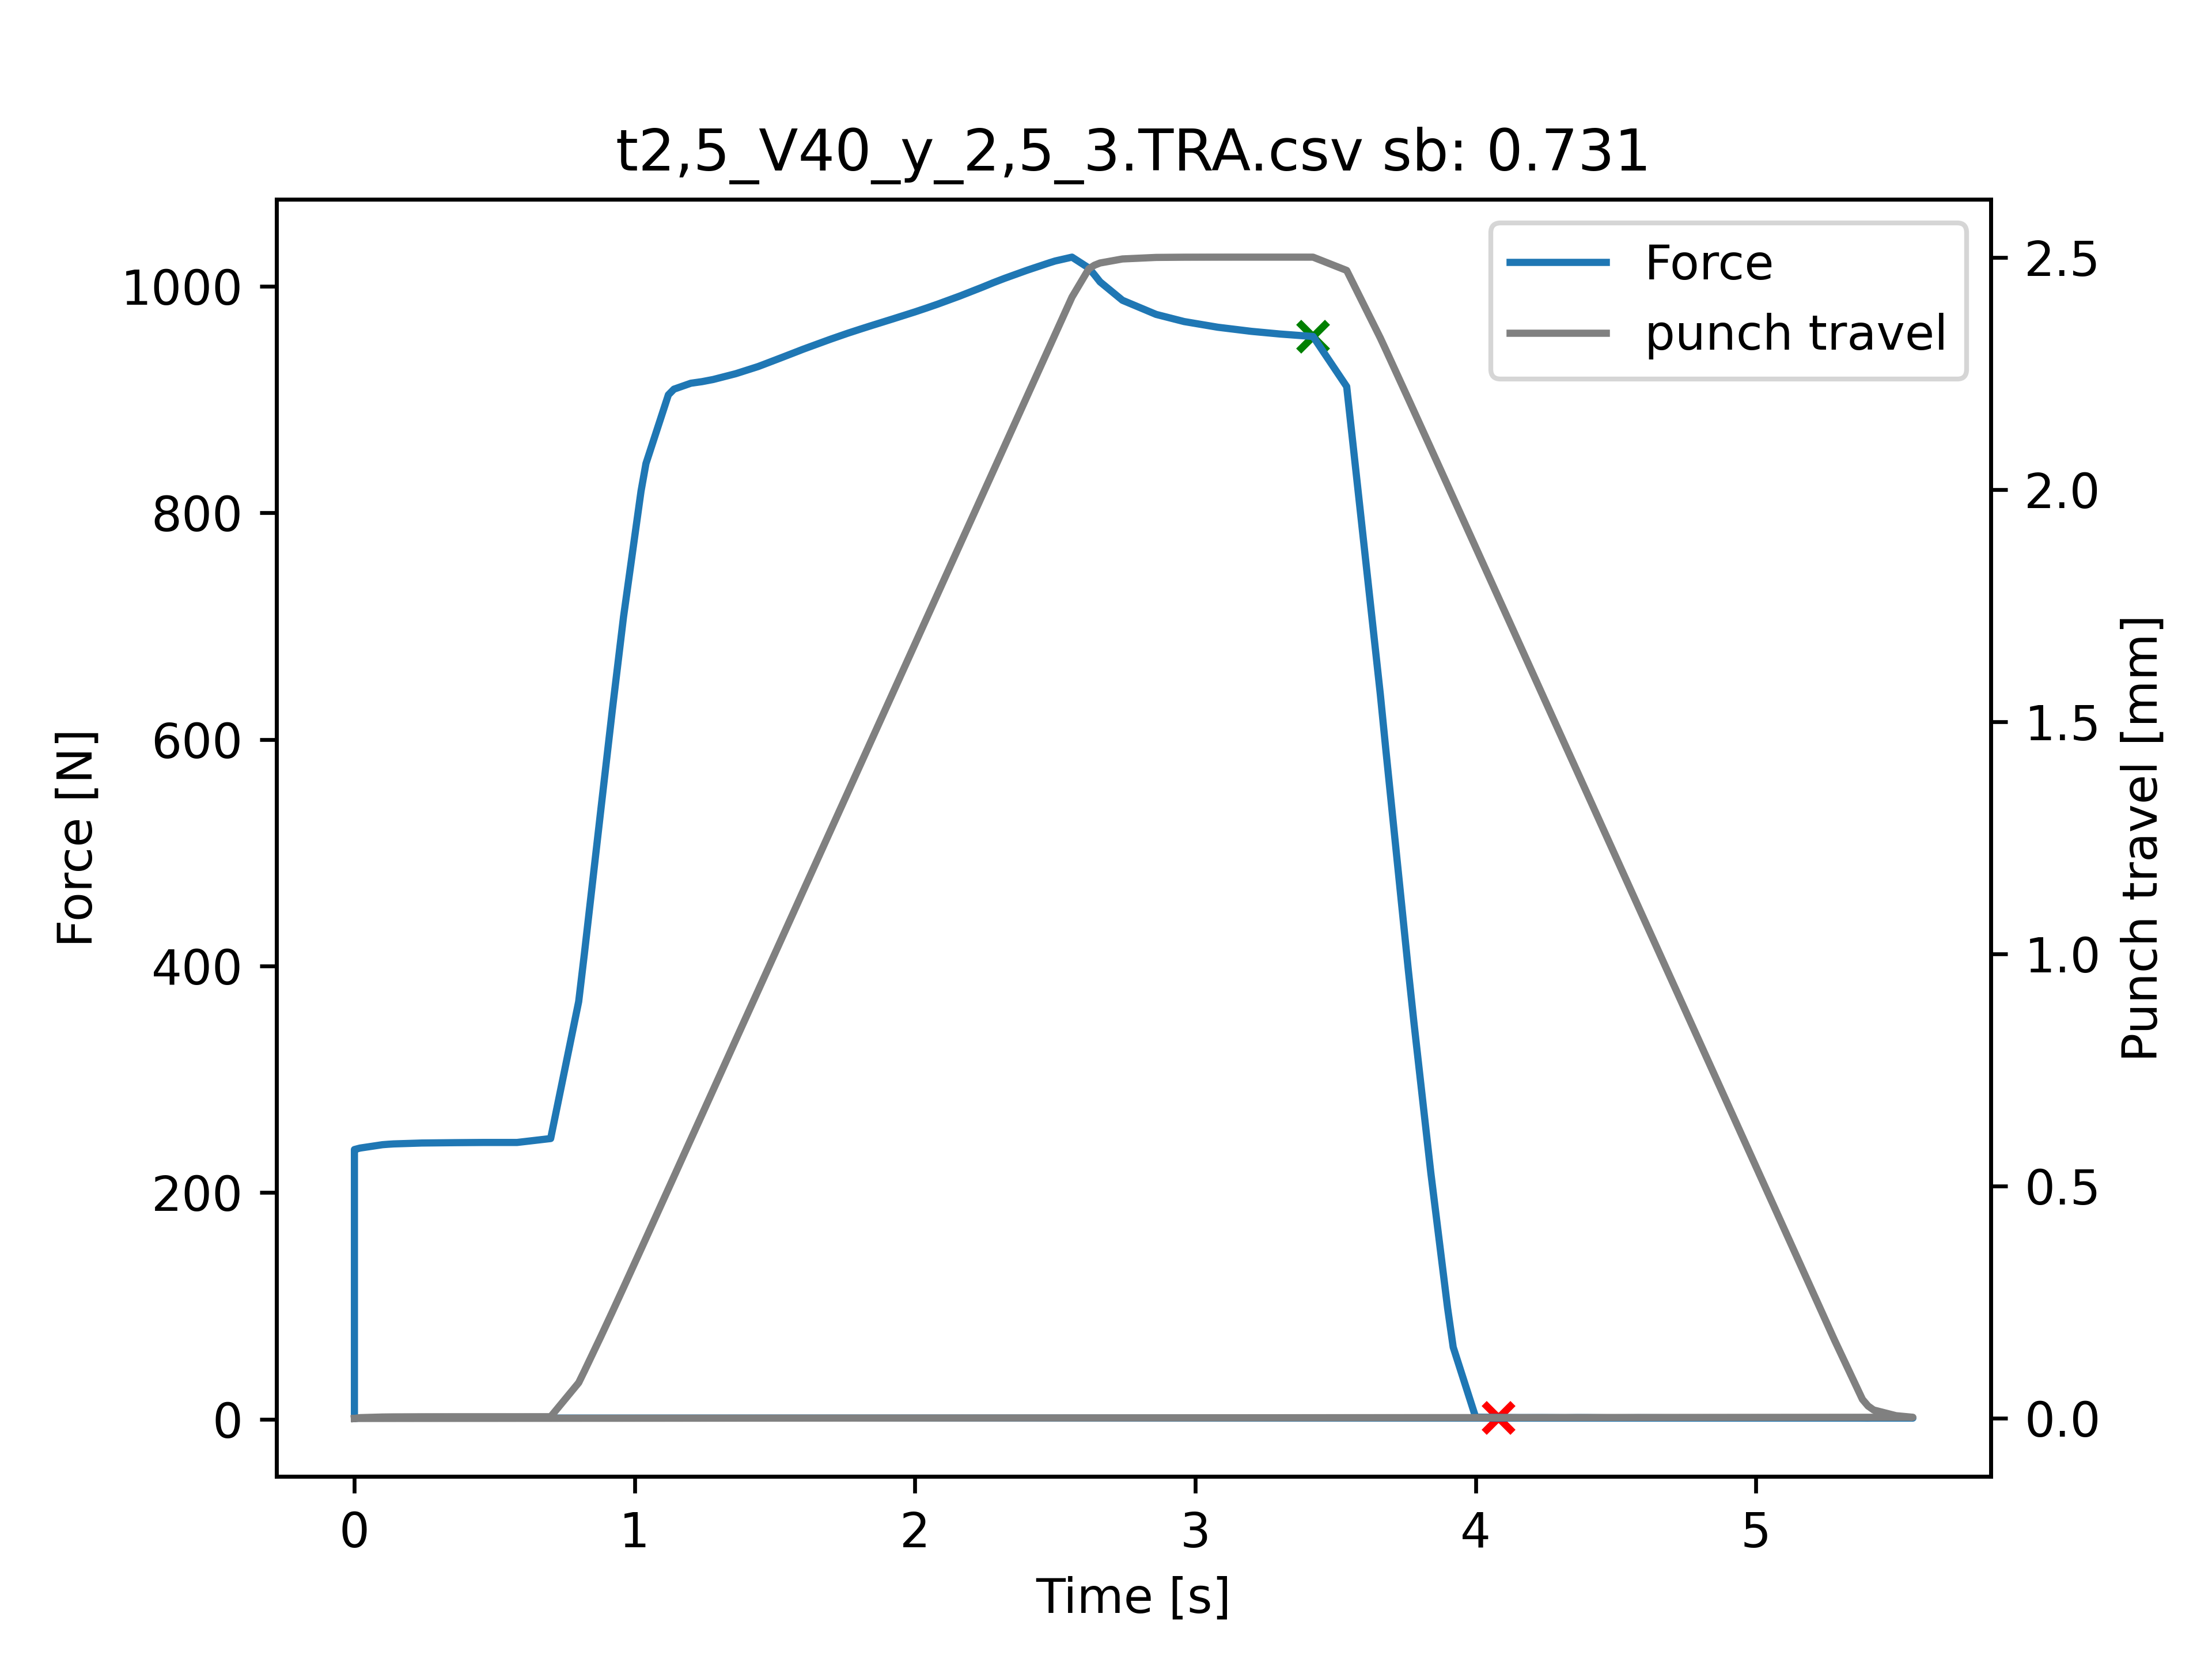 t2,5_V40_y_2,5_3.TRA.csv sb: 0.731
Force
punch travel
1000
800
600
400
200
0
Force [N]
2.5
2.0
1.5
1.0
0.5
0.0
Punch travel [mm]
0 1 2 3 4 5
Time [s]